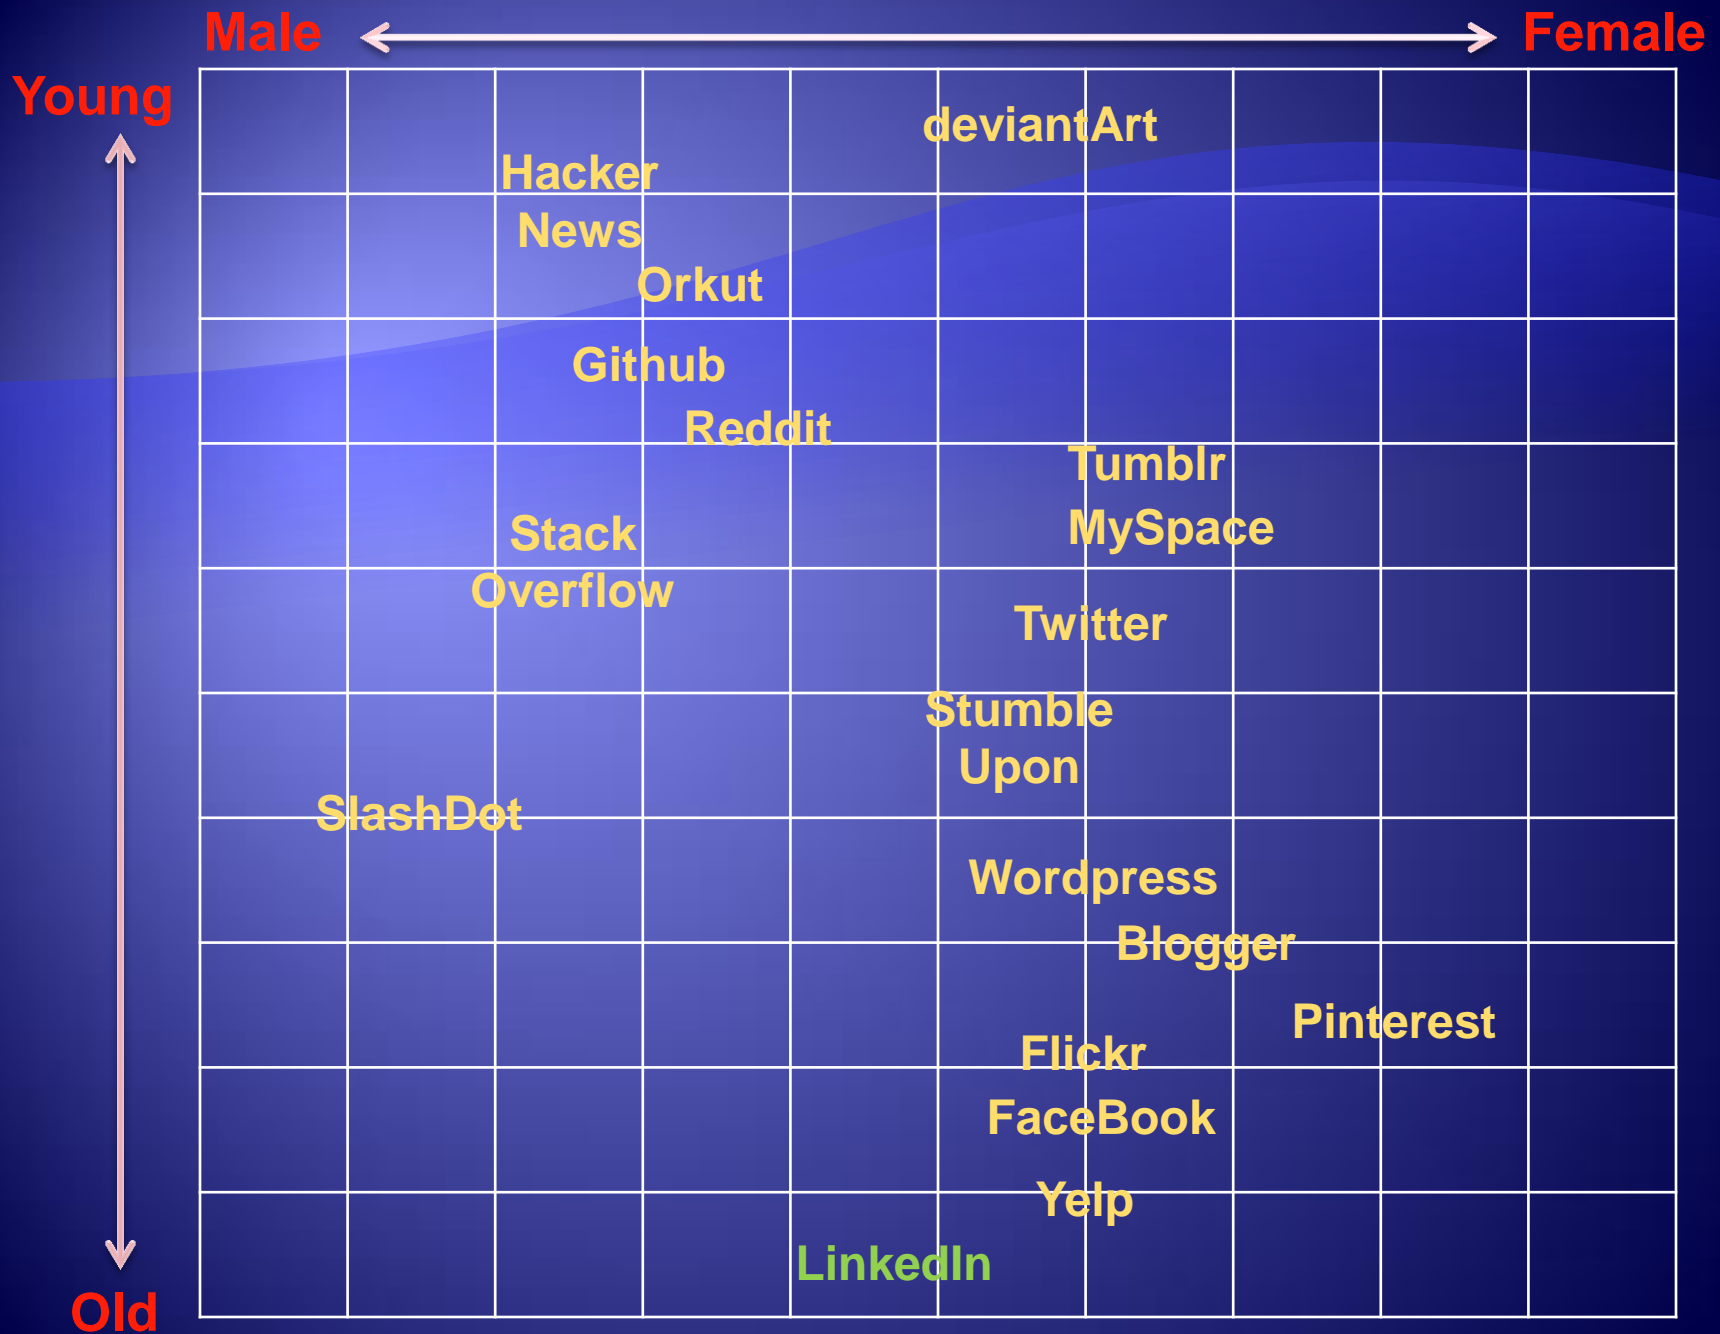 Male
Female
Young
deviantArt
Hacker
News
Orkut
Github
Reddit
Tumblr
MySpace
Stack
Overflow
Twitter
Stumble
Upon
SlashDot
Wordpress
Blogger
Pinterest
Flickr
FaceBook
Yelp
LinkedIn
Old